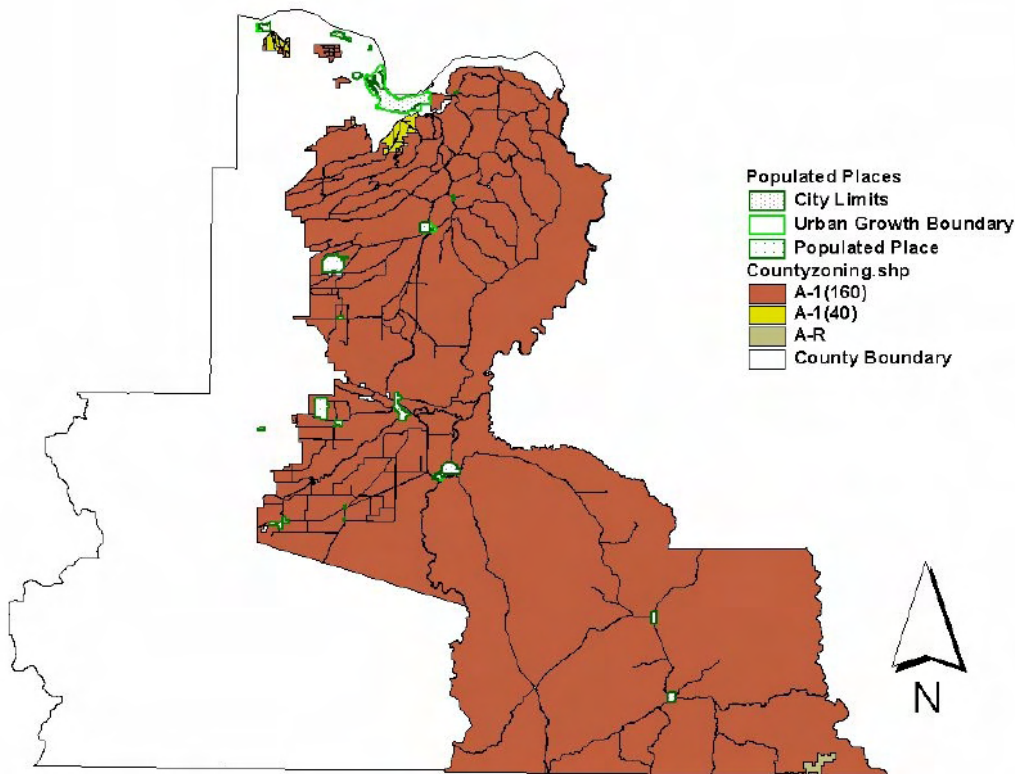 Populated Places
City Limits
Urban Growth Boundary
Populated Place
Countyzoning.shp
A-1(160)
A-1(40)
A-R
County Boundary
N